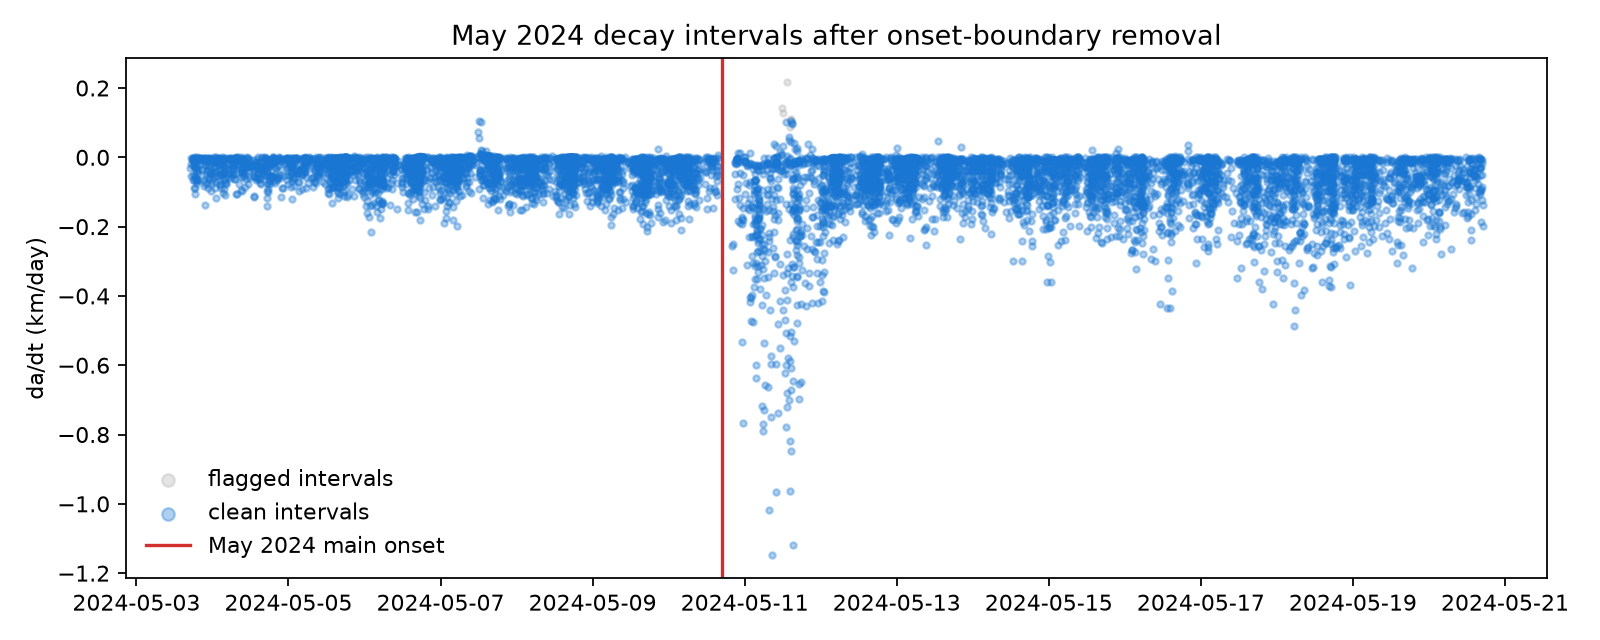 May 2024 decay intervals after onset-boundary removal
da/dt (km/day)
0.2
0.0
−0.2
−0.4
−0.6
−0.8
−1.0
−1.2
flagged intervals
clean intervals
May 2024 main onset
2024-05-03 2024-05-05 2024-05-07 2024-05-09 2024-05-11 2024-05-13 2024-05-15 2024-05-17 2024-05-19 2024-05-21